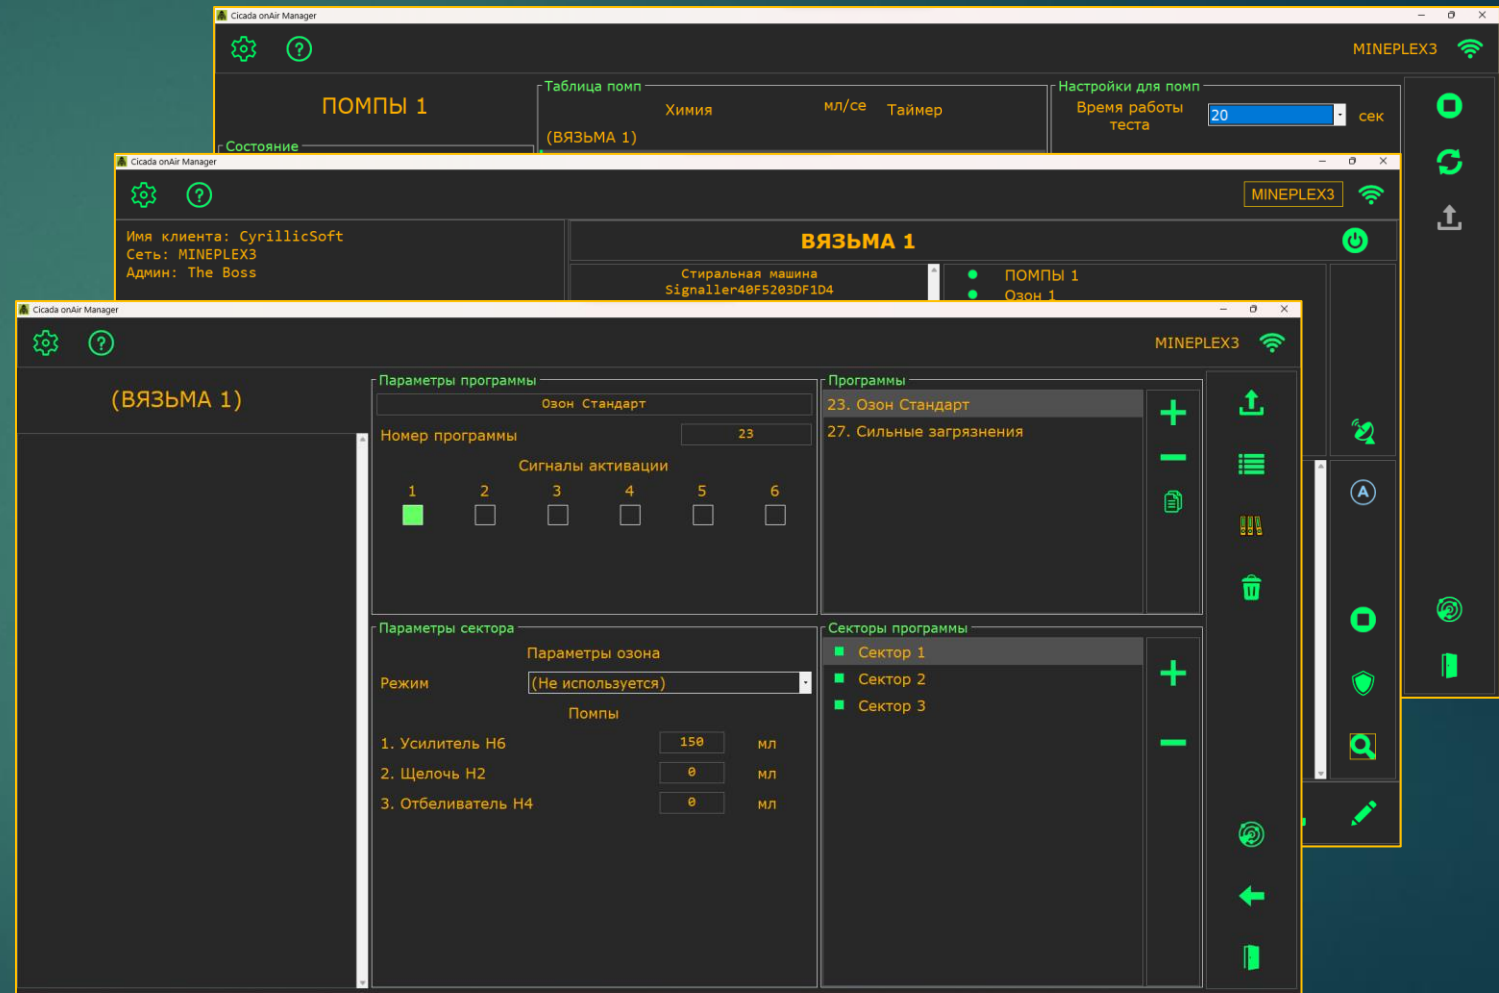 Cicada onAir Manager
MINEPLEX3
ПОМПЫ 1
Таблица помп
Химия мл/се Таймер
(ВЯЗЬМА 1)
Настройки для помп
Время работы
теста
20 сек
Состояние
Cicada onAir Manager
MINEPLEX3
Имя клиента: CyrillicSoft
Сеть: MINEPLEX3
Админ: The Boss
ВЯЗЬМА 1
Стиральная машина
Signaller40F5203DF1D4
ПОМПЫ 1
Озон 1
A
Cicada onAir Manager
MINEPLEX3
(ВЯЗЬМА 1)
Параметры программы
Озон Стандарт
Номер программы 23
Сигналы активации
1 2 3 4 5 6
Программы
23. Озон Стандарт
27. Сильные загрязнения
Параметры сектора
Параметры озона
Режим (Не используется)
Помпы
1. Усилитель Н6 150 мл
2. Щелочь Н2 0 мл
3. Отбеливатель Н4 0 мл
Секторы программы
Сектор 1
Сектор 2
Сектор 3